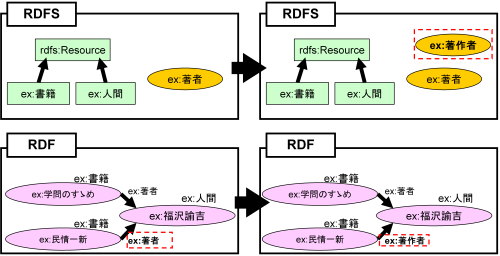 RDFS
rdfs:Resource
ex:書籍
ex:人間
ex:著者
RDFS
rdfs:Resource
ex:著作者
ex:書籍
ex:人間
ex:著者
RDF
ex:書籍
ex:学問のすゝめ
ex:著者
ex:人間
ex:福沢諭吉
ex:書籍
ex:民情一新
ex:著者
RDF
ex:書籍
ex:学問のすゝめ
ex:著者
ex:人間
ex:福沢諭吉
ex:書籍
ex:民情一新
ex:著作者